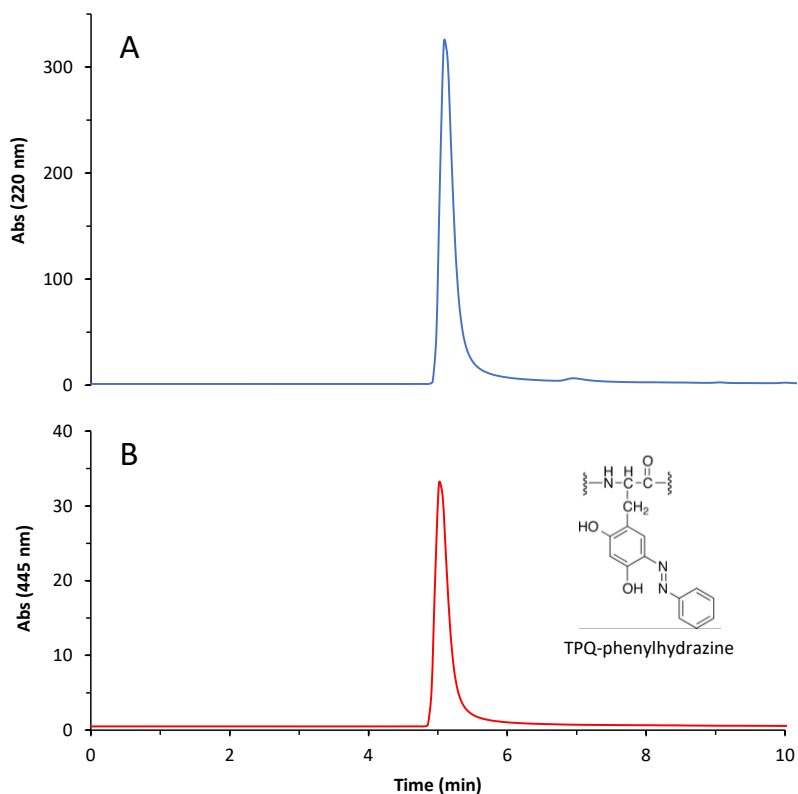 A
Abs (220 nm)
300
200
100
0
B
Abs (445 nm)
40
30
20
10
0
H
N
H
C
O
C
CH₂
HO
OH
N
N
TPQ-phenylhydrazine
0 2 4 6 8 10
Time (min)